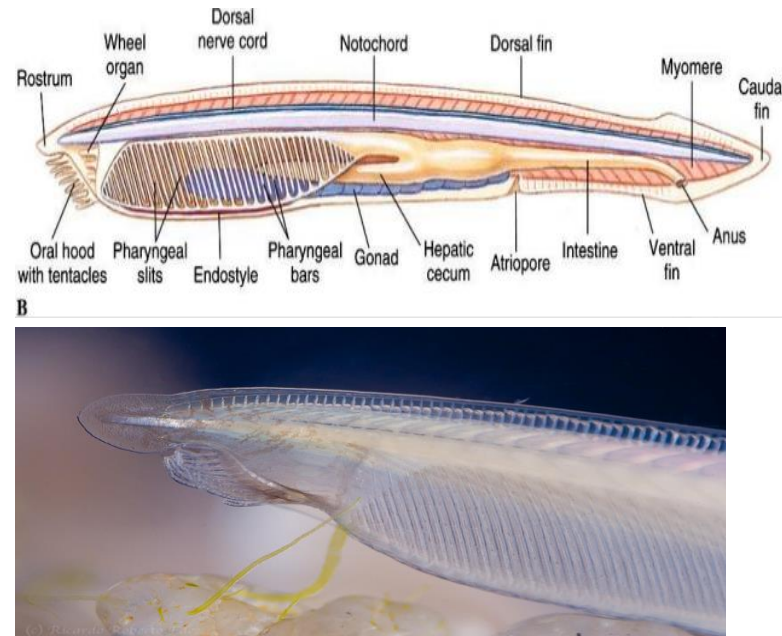 Dorsal
nerve cord
Wheel
organ
Notochord
Dorsal fin
Rostrum
Myomere
Cauda
fin
Oral hood
with tentacles
Pharyngeal
slits
Endostyle
Pharyngeal
bars
Gonad
Hepatic
cecum
Atriopore
Intestine
Ventral
fin
Anus
B